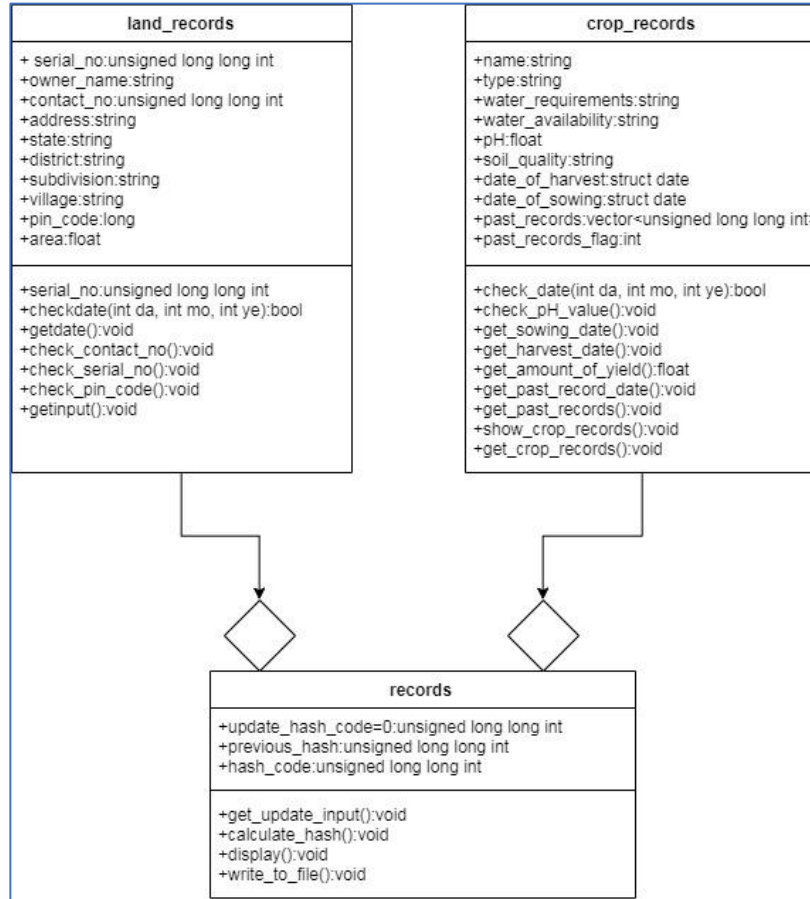 land_records
+ serial_no:unsigned long long int
+owner_name:string
+contact_no:unsigned long long int
+address:string
+state:string
+district:string
+subdivision:string
+village:string
+pin_code:long
+area:float
+serial_no:unsigned long long int
+checkdate(int da, int mo, int ye):bool
+getdate():void
+check_contact_no():void
+check_serial_no():void
+check_pin_code():void
+getinput():void
crop_records
+name:string
+type:string
+water_requirements:string
+water_availability:string
+pH:float
+soil_quality:string
+date_of_harvest:struct date
+date_of_sowing:struct date
+past_records:vector<unsigned long long int>
+past_records_flag:int
+check_date(int da, int mo, int ye):bool
+check_pH_value():void
+get_sowing_date():void
+get_harvest_date():void
+get_amount_of_yield():float
+get_past_record_date():void
+get_past_records():void
+show_crop_records():void
+get_crop_records():void
records
+update_hash_code=0:unsigned long long int
+previous_hash:unsigned long long int
+hash_code:unsigned long long int
+get_update_input():void
+calculate_hash():void
+display():void
+write_to_file():void